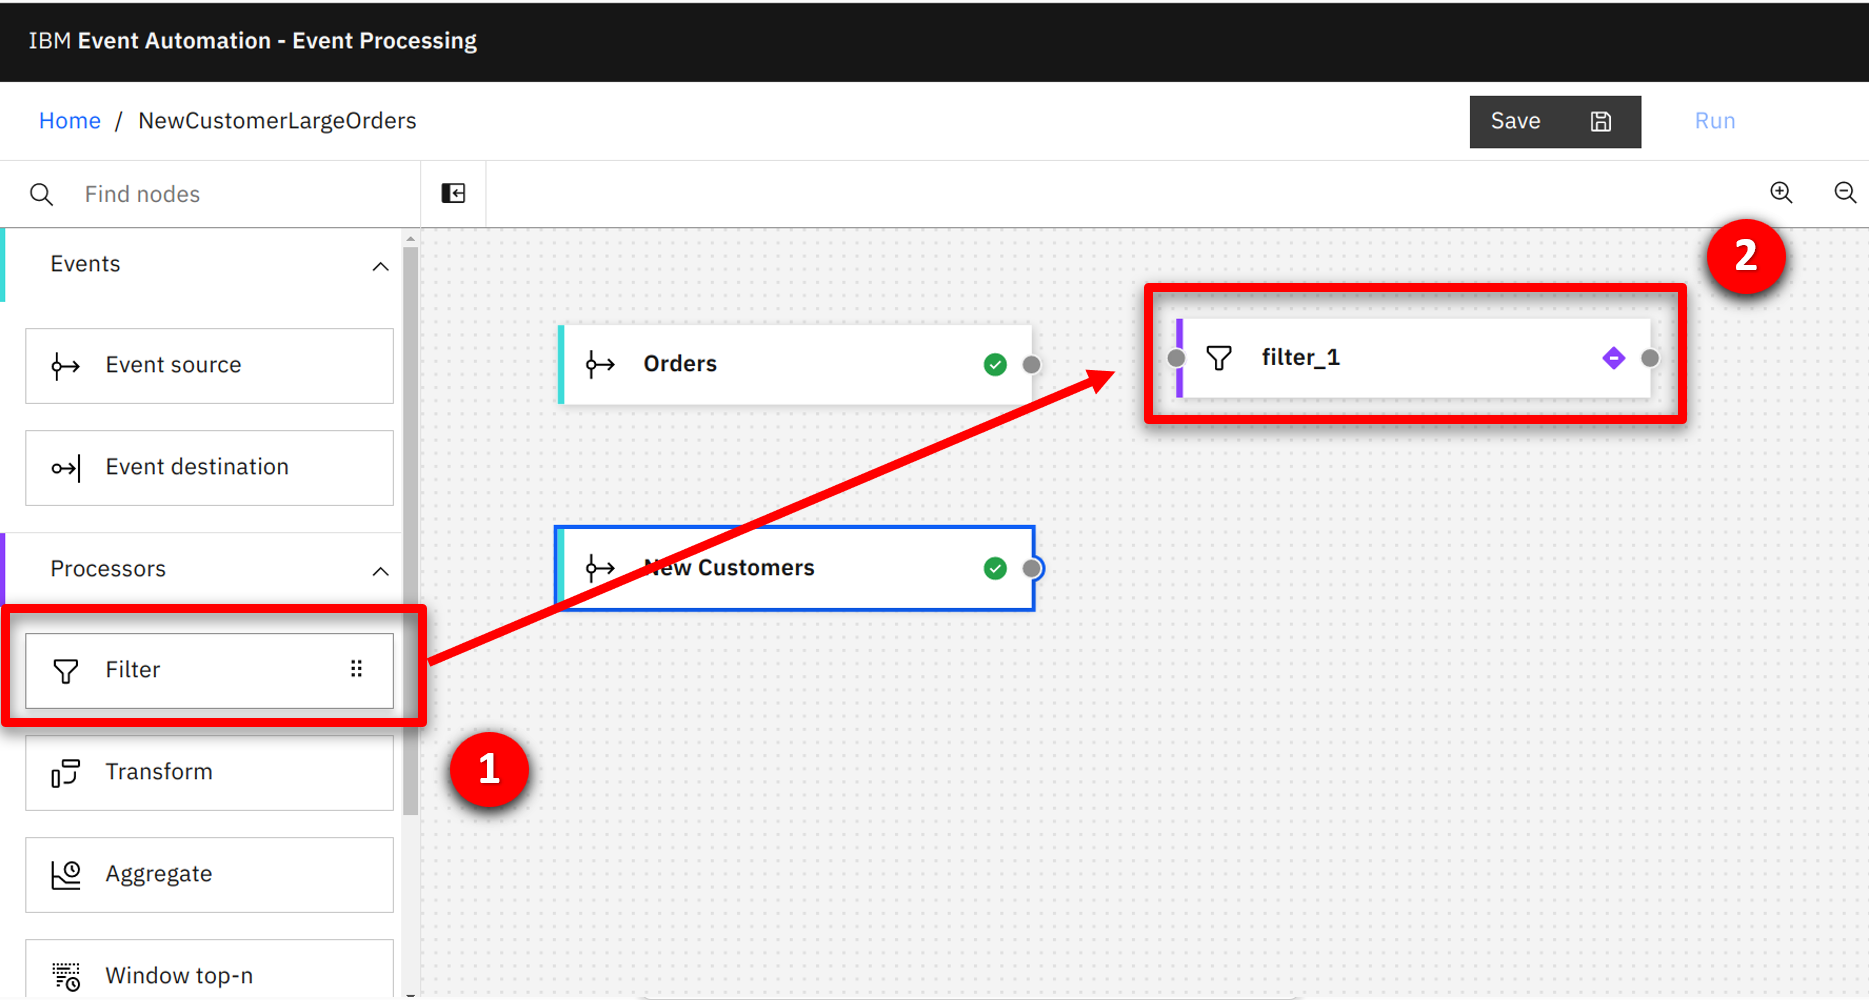 IBM Event Automation - Event Processing
Home / NewCustomerLargeOrders
Save
Run
Find nodes
Events
2
Event source
Orders
filter_1
Event destination
Processors
New Customers
Filter
1
Transform
Aggregate
Window top-n